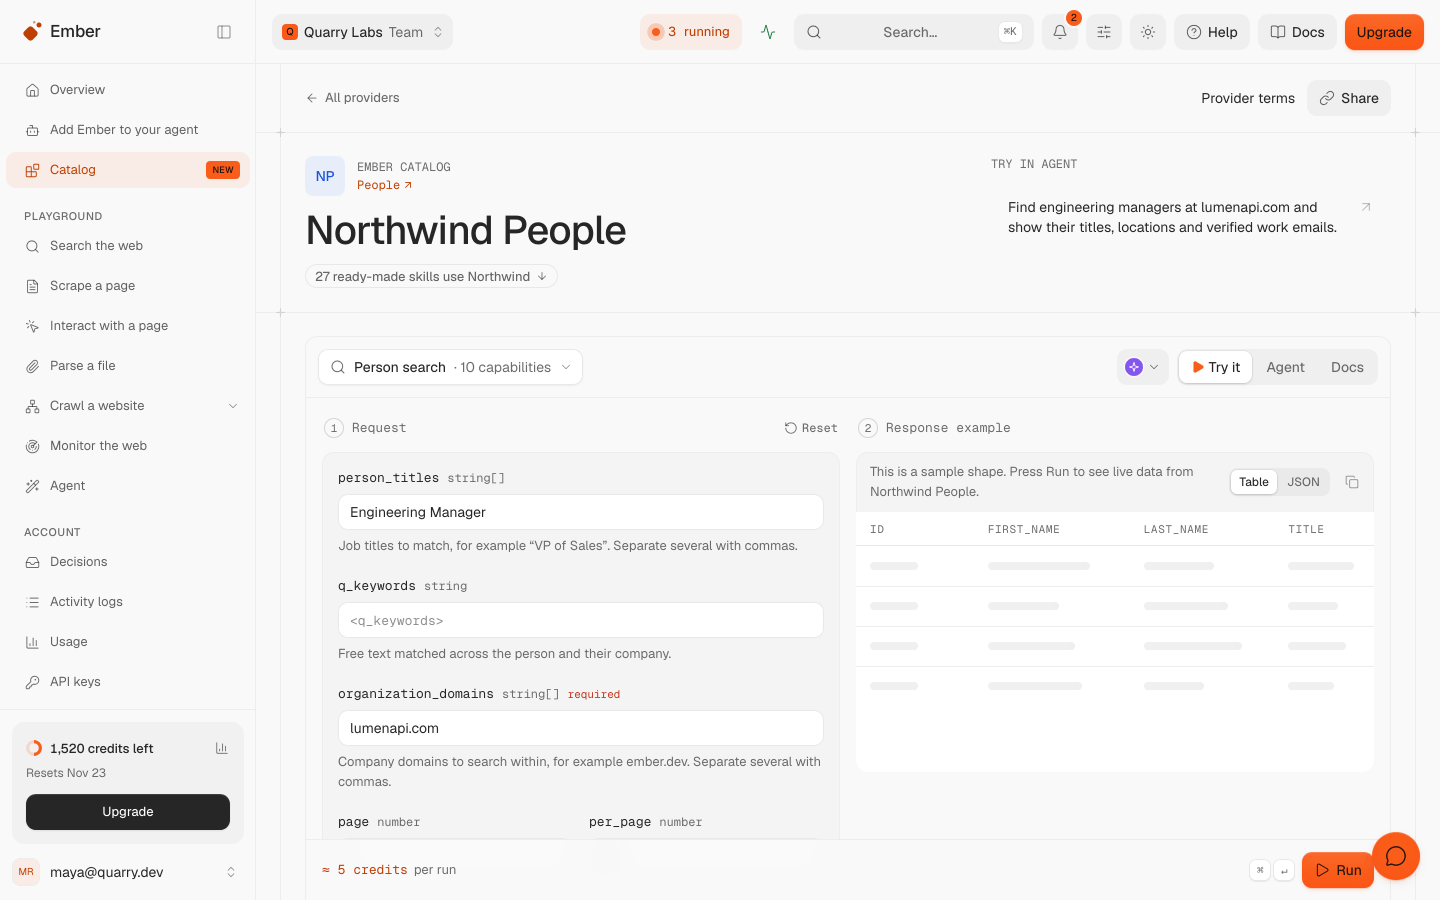 Ember
Quarry Labs Team
3 running
Search...
⌘K
2
Help
Docs
Upgrade
Overview
Add Ember to your agent
Catalog
NEW
PLAYGROUND
Search the web
Scrape a page
Interact with a page
Parse a file
Crawl a website
Monitor the web
Agent
ACCOUNT
Decisions
Activity logs
Usage
API keys
1,520 credits left
Resets Nov 23
Upgrade
MR
maya@quarry.dev
All providers
Provider terms
Share
NP
EMBER CATALOG
People
Northwind People
27 ready-made skills use Northwind
TRY IN AGENT
Find engineering managers at lumenapi.com and
show their titles, locations and verified work emails.
Person search · 10 capabilities
Try it
Agent
Docs
1 Request
Reset
person_titles string[]
Engineering Manager
Job titles to match, for example “VP of Sales”. Separate several with commas.
q_keywords string
<q_keywords>
Free text matched across the person and their company.
organization_domains string[] required
lumenapi.com
Company domains to search within, for example ember.dev. Separate several with
commas.
page number
per_page number
2 Response example
This is a sample shape. Press Run to see live data from
Northwind People.
Table
JSON
ID FIRST_NAME LAST_NAME TITLE
≈ 5 credits per run
⌘ ↵
Run